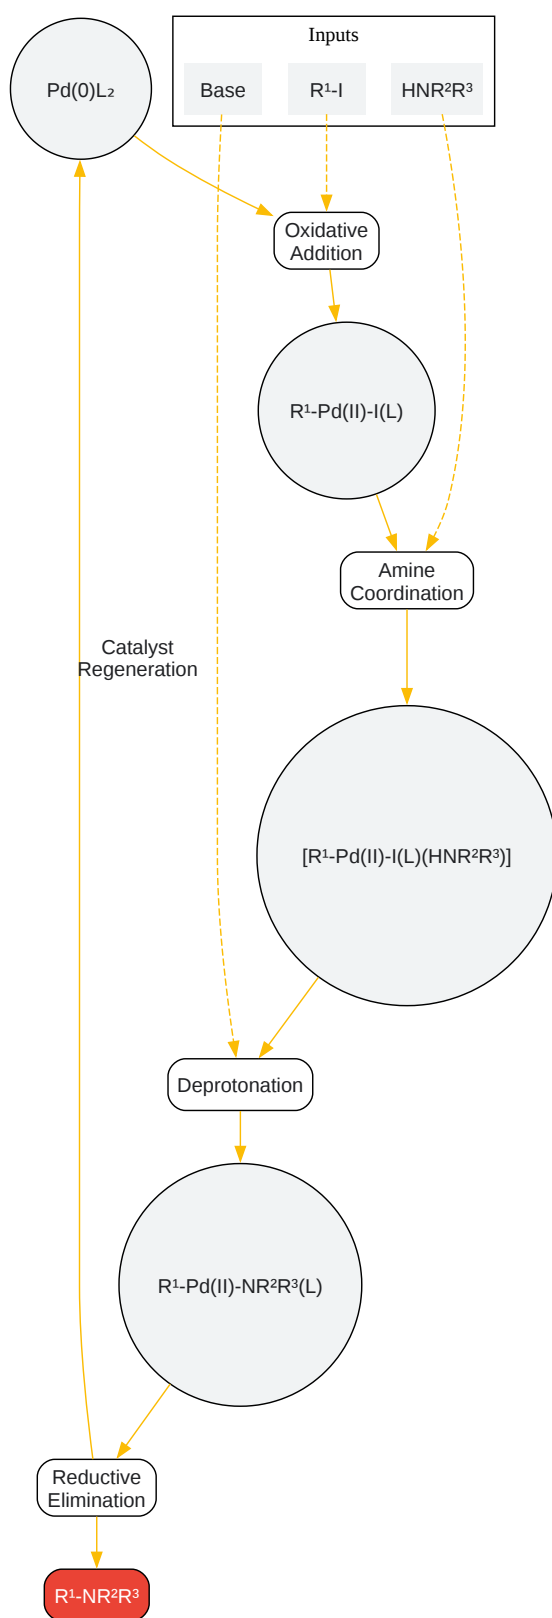 Inputs
Pd(0)L₂
Base
R¹-I
HNR²R³
Oxidative
Addition
R¹-Pd(II)-I(L)
Amine
Coordination
Catalyst
Regeneration
[R¹-Pd(II)-I(L)(HNR²R³)]
Deprotonation
R¹-Pd(II)-NR²R³(L)
Reductive
Elimination
R¹-NR²R³